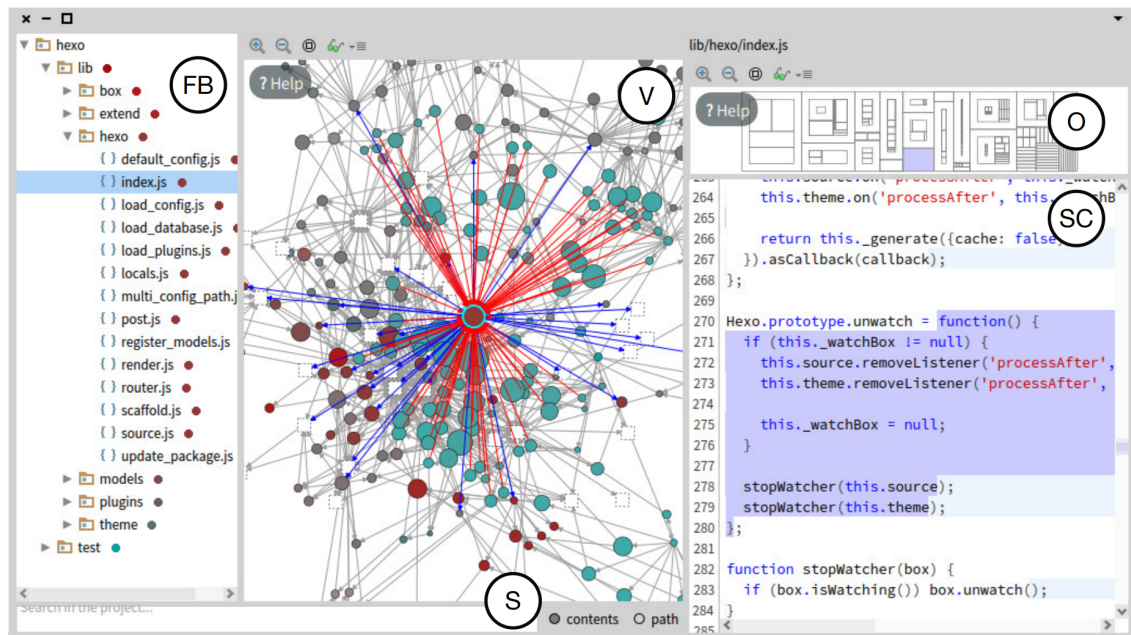 hexo
lib
box
extend
hexo
{ } default_config.js
{ } index.js
{ } load_config.js
{ } load_database.js
{ } load_plugins.js
{ } locals.js
{ } multi_config_path.j
{ } post.js
{ } register_models.js
{ } render.js
{ } router.js
{ } scaffold.js
{ } source.js
{ } update_package.js
models
plugins
theme
test
Search in the project...
FB
? Help
V
S
contents
path
lib/hexo/index.js
? Help
O
SC
264 this.theme.on('processAfter', this.
265
266 return this._generate({cache: false
267 }).asCallback(callback);
268 };
269
270 Hexo.prototype.unwatch = function() {
271 if (this._watchBox != null) {
272 this.source.removeListener('processAfter',
273 this.theme.removeListener('processAfter',
274
275 this._watchBox = null;
276 }
277
278 stopWatcher(this.source);
279 stopWatcher(this.theme);
280 };
281
282 function stopWatcher(box) {
283 if (box.isWatching()) box.unwatch();
284 }
285